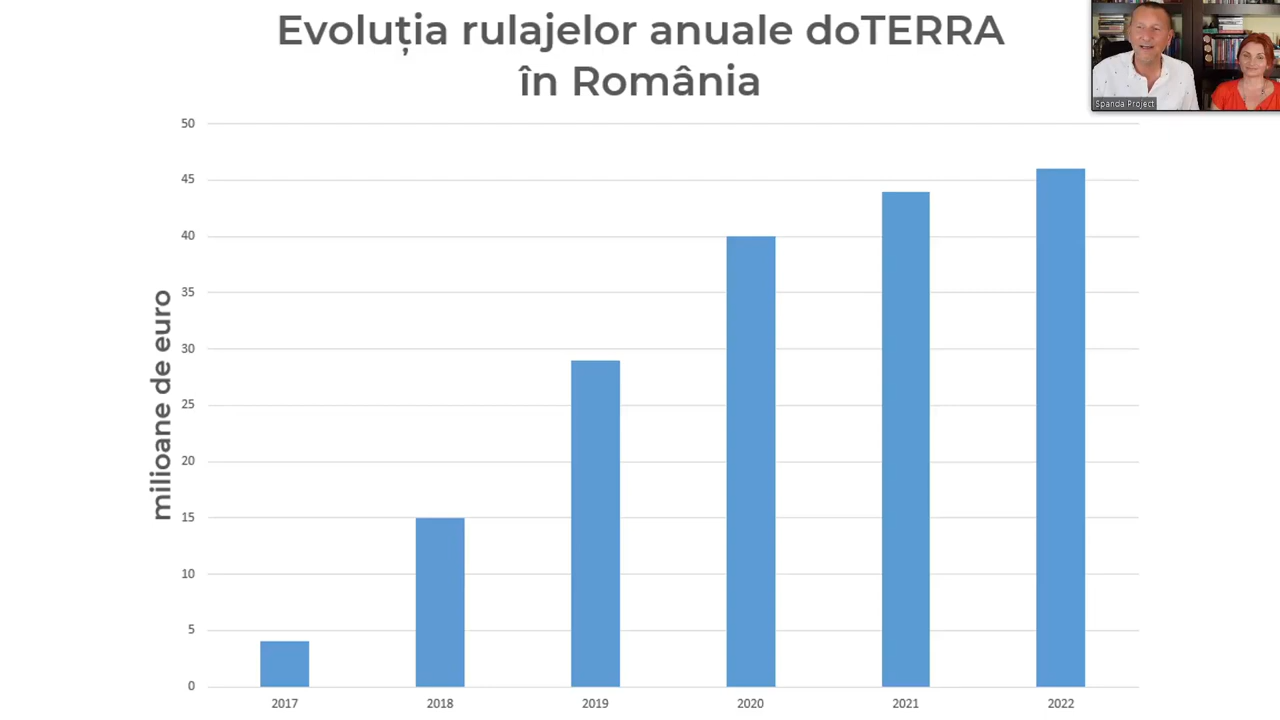 Evoluția rulajelor anuale doTERRA
în România
Spanda Project
milioane de euro
50
45
40
35
30
25
20
15
10
5
0
2017 2018 2019 2020 2021 2022